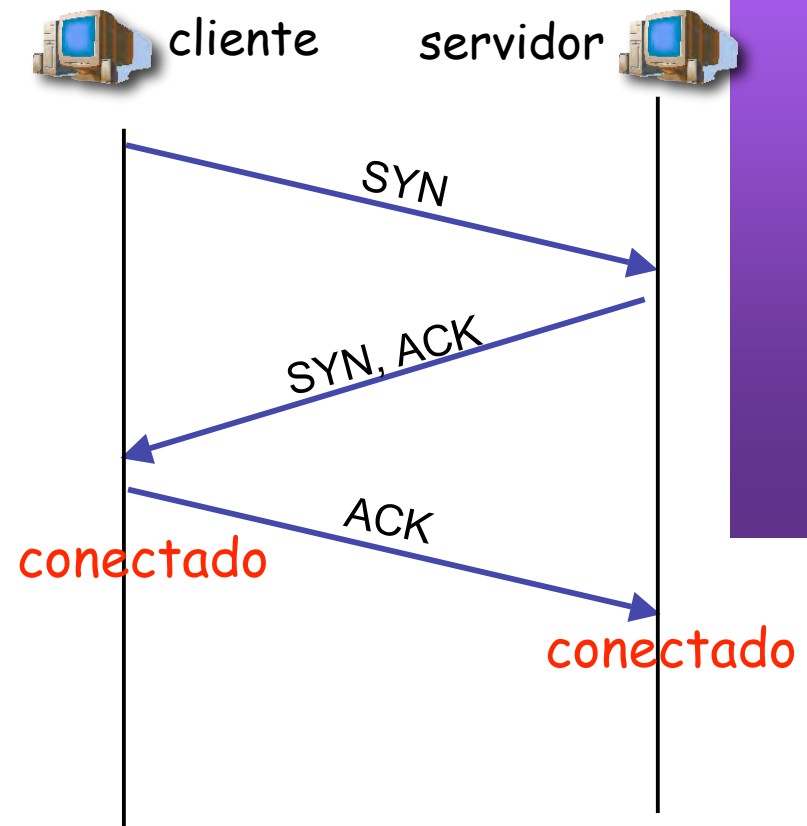 cliente
servidor
SYN
SYN, ACK
ACK
conectado
conectado